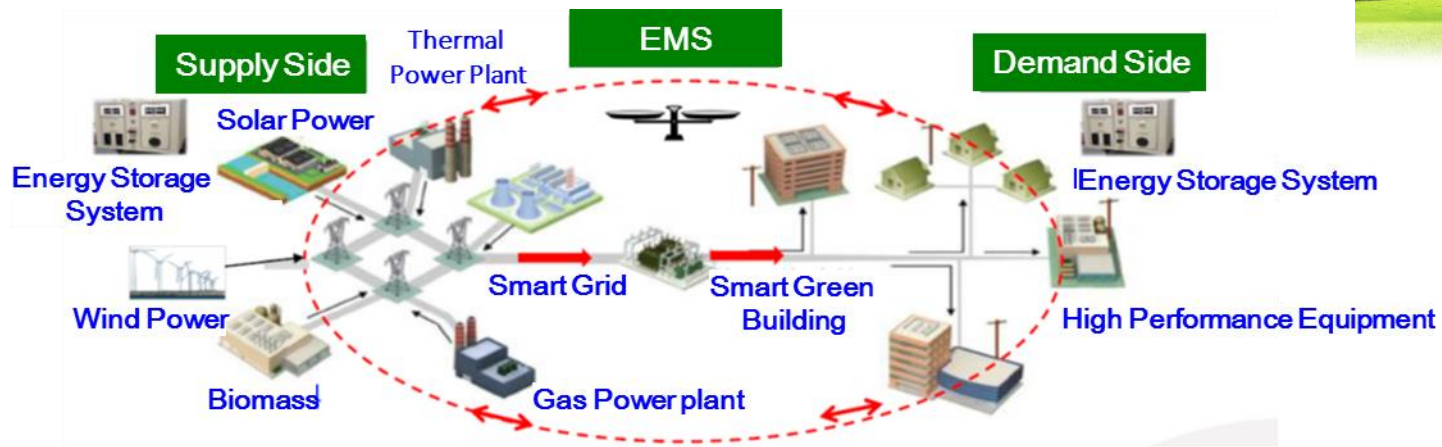 EMS
Supply Side
Thermal
Power Plant
Demand Side
Solar Power
Energy Storage
System
Energy Storage System
Smart Grid
Smart Green
Building
Wind Power
High Performance Equipment
Biomass
Gas Power plant